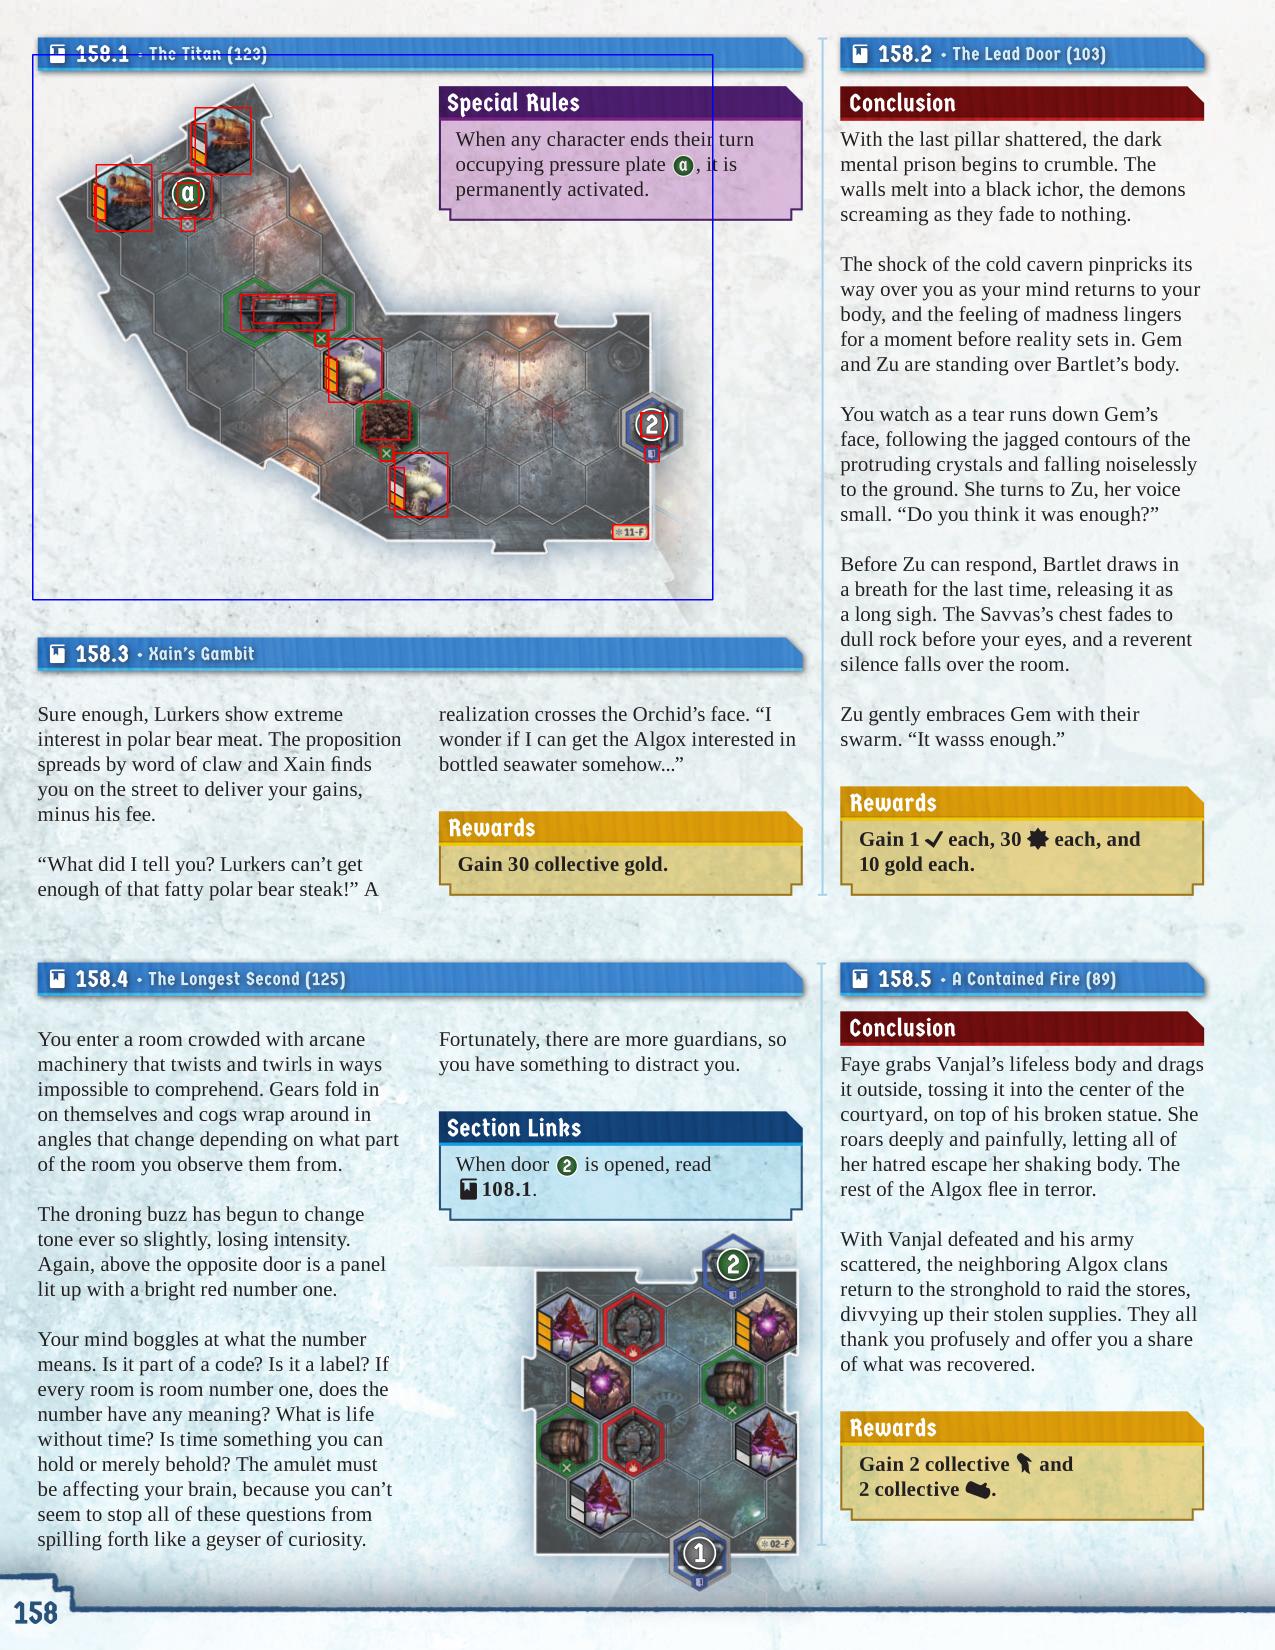 158.1 • The Titan (123)
Special Rules
When any character ends their turn
occupying pressure plate a, it is
permanently activated.
a
2
11-F
158.2 • The Lead Door (103)
Conclusion
With the last pillar shattered, the dark
mental prison begins to crumble. The
walls melt into a black ichor, the demons
screaming as they fade to nothing.
The shock of the cold cavern pinpricks its
way over you as your mind returns to your
body, and the feeling of madness lingers
for a moment before reality sets in. Gem
and Zu are standing over Bartlet’s body.
You watch as a tear runs down Gem’s
face, following the jagged contours of the
protruding crystals and falling noiselessly
to the ground. She turns to Zu, her voice
small. “Do you think it was enough?”
Before Zu can respond, Bartlet draws in
a breath for the last time, releasing it as
a long sigh. The Savvas’s chest fades to
dull rock before your eyes, and a reverent
silence falls over the room.
Zu gently embraces Gem with their
swarm. “It wasss enough.”
Rewards
Gain 1 each, 30 each, and
10 gold each.
158.3 • Xain’s Gambit
Sure enough, Lurkers show extreme
interest in polar bear meat. The proposition
spreads by word of claw and Xain finds
you on the street to deliver your gains,
minus his fee.
“What did I tell you? Lurkers can’t get
enough of that fatty polar bear steak!” A
realization crosses the Orchid’s face. “I
wonder if I can get the Algox interested in
bottled seawater somehow...”
Rewards
Gain 30 collective gold.
158.4 • The Longest Second (125)
You enter a room crowded with arcane
machinery that twists and twirls in ways
impossible to comprehend. Gears fold in
on themselves and cogs wrap around in
angles that change depending on what part
of the room you observe them from.
The droning buzz has begun to change
tone ever so slightly, losing intensity.
Again, above the opposite door is a panel
lit up with a bright red number one.
Your mind boggles at what the number
means. Is it part of a code? Is it a label? If
every room is room number one, does the
number have any meaning? What is life
without time? Is time something you can
hold or merely behold? The amulet must
be affecting your brain, because you can’t
seem to stop all of these questions from
spilling forth like a geyser of curiosity.
Fortunately, there are more guardians, so
you have something to distract you.
Section Links
When door 2 is opened, read
108.1.
2
1
02-F
158.5 • A Contained Fire (89)
Conclusion
Faye grabs Vanjal’s lifeless body and drags
it outside, tossing it into the center of the
courtyard, on top of his broken statue. She
roars deeply and painfully, letting all of
her hatred escape her shaking body. The
rest of the Algox flee in terror.
With Vanjal defeated and his army
scattered, the neighboring Algox clans
return to the stronghold to raid the stores,
divvying up their stolen supplies. They all
thank you profusely and offer you a share
of what was recovered.
Rewards
Gain 2 collective and
2 collective .
158